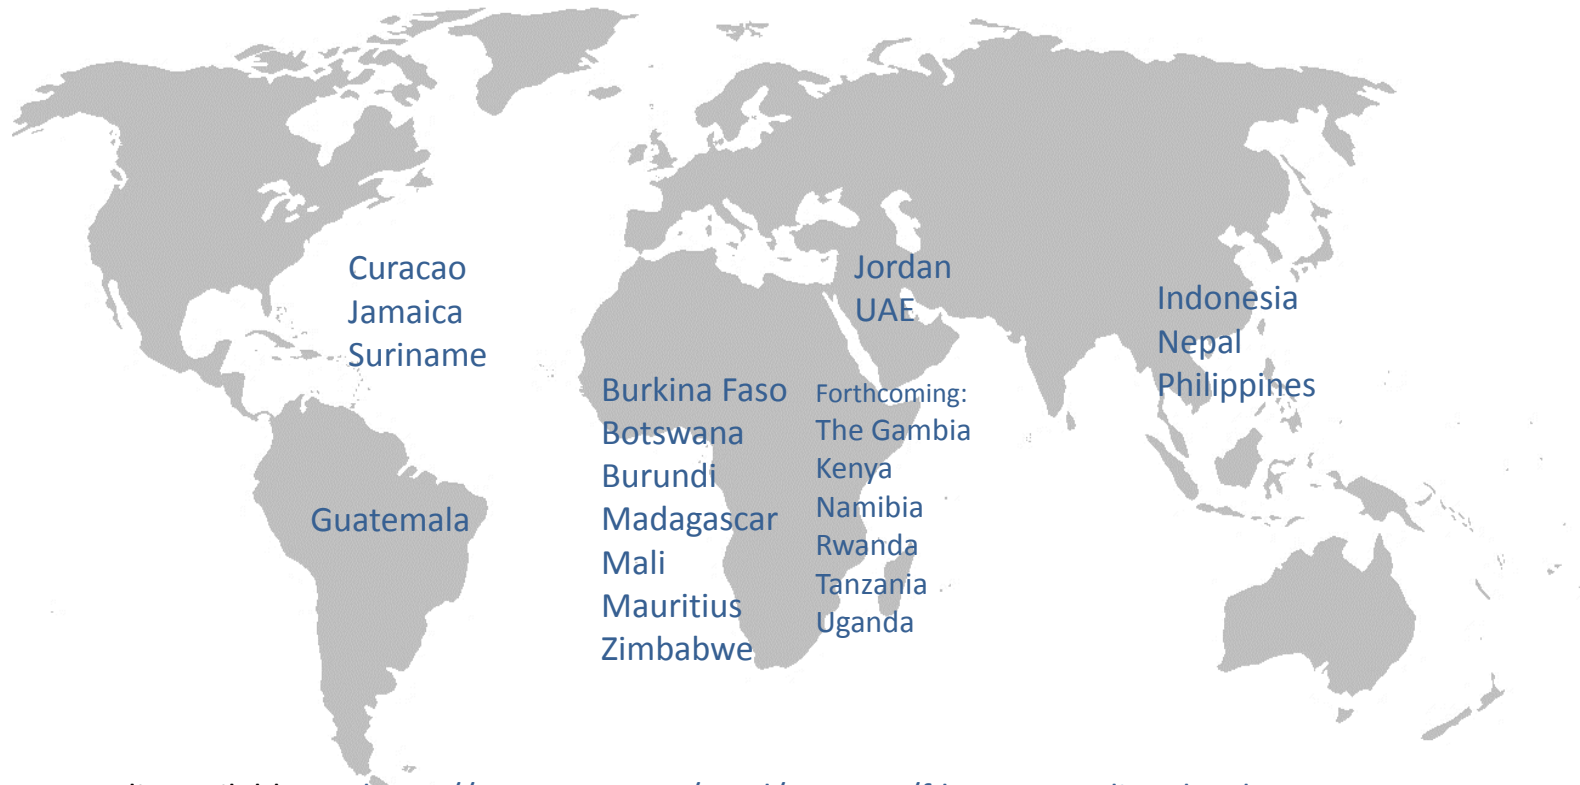 Curacao
Jamaica
Suriname
Guatemala
Burkina Faso
Botswana
Burundi
Madagascar
Mali
Mauritius
Zimbabwe
Forthcoming:
The Gambia
Kenya
Namibia
Rwanda
Tanzania
Uganda
Jordan
UAE
Indonesia
Nepal
Philippines